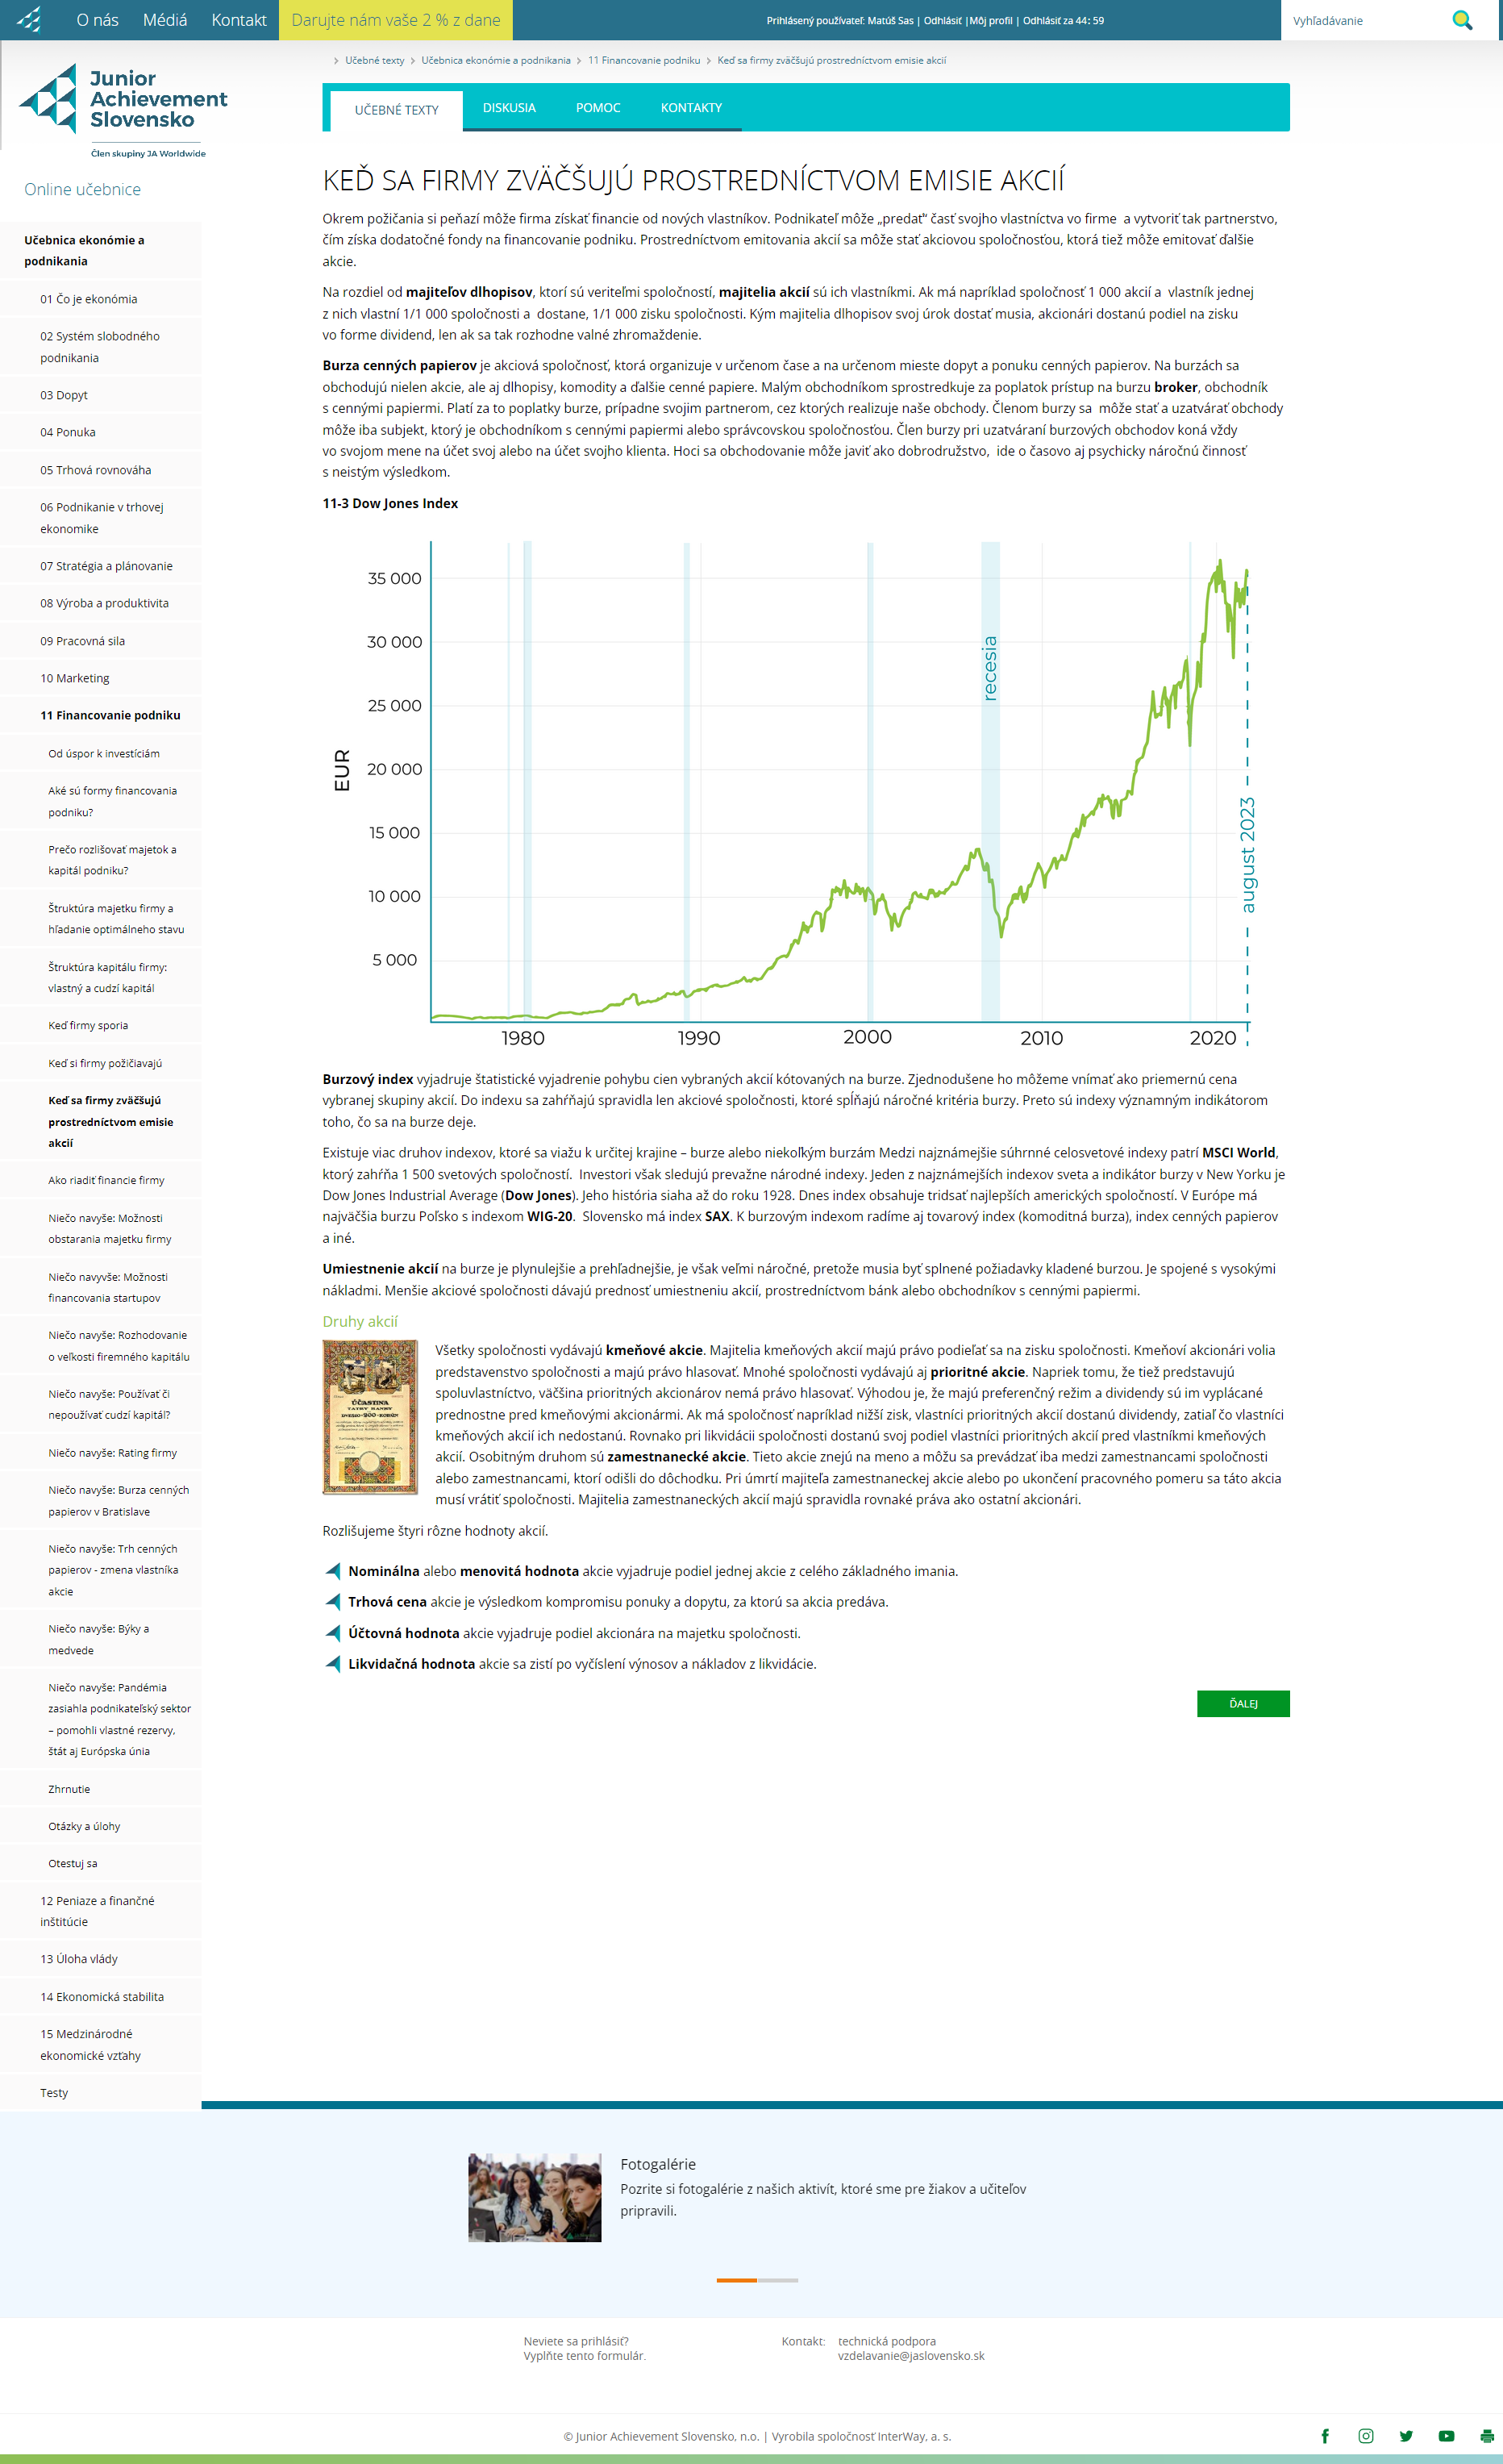 O nás Médiá Kontakt Darujte nám vaše 2 % z dane
Prihlásený používateľ: Matúš Sas | Odhlásiť |Môj profil | Odhlásiť za 44: 59
Vyhľadávanie
Junior
Achievement
Slovensko
Člen skupiny JA Worldwide
Online učebnice
Učebnica ekonómie a
podnikania
01 Čo je ekonómia
02 Systém slobodného
podnikania
03 Dopyt
04 Ponuka
05 Trhová rovnováha
06 Podnikanie v trhovej
ekonomike
07 Stratégia a plánovanie
08 Výroba a produktivita
09 Pracovná sila
10 Marketing
11 Financovanie podniku
Od úspor k investíciám
Aké sú formy financovania
podniku?
Prečo rozlišovať majetok a
kapitál podniku?
Štruktúra majetku firmy a
hľadanie optimálneho stavu
Štruktúra kapitálu firmy:
vlastný a cudzí kapitál
Keď firmy sporia
Keď si firmy požičiavajú
Keď sa firmy zväčšujú
prostredníctvom emisie
akcií
Ako riadiť financie firmy
Niečo navyše: Možnosti
obstarania majetku firmy
Niečo navyvše: Možnosti
financovania startupov
Niečo navyše: Rozhodovanie
o veľkosti firemného kapitálu
Niečo navyše: Používať či
nepoužívať cudzí kapitál?
Niečo navyše: Rating firmy
Niečo navyše: Burza cenných
papierov v Bratislave
Niečo navyše: Trh cenných
papierov - zmena vlastníka
akcie
Niečo navyše: Býky a
medvede
Niečo navyše: Pandémia
zasiahla podnikateľský sektor
– pomohli vlastné rezervy,
štát aj Európska únia
Zhrnutie
Otázky a úlohy
Otestuj sa
12 Peniaze a finančné
inštitúcie
13 Úloha vlády
14 Ekonomická stabilita
15 Medzinárodné
ekonomické vzťahy
Testy
Učebné texty Učebnica ekonómie a podnikania 11 Financovanie podniku Keď sa firmy zväčšujú prostredníctvom emisie akcií
UČEBNÉ TEXTY DISKUSIA POMOC KONTAKTY
KEĎ SA FIRMY ZVÄČŠUJÚ PROSTREDNÍCTVOM EMISIE AKCIÍ
Okrem požičania si peňazí môže firma získať financie od nových vlastníkov. Podnikateľ môže „predať“ časť svojho vlastníctva vo firme a vytvoriť tak partnerstvo,
čím získa dodatočné fondy na financovanie podniku. Prostredníctvom emitovania akcií sa môže stať akciovou spoločnosťou, ktorá tiež môže emitovať ďalšie
akcie.
Na rozdiel od majiteľov dlhopisov, ktorí sú veriteľmi spoločností, majitelia akcií sú ich vlastníkmi. Ak má napríklad spoločnosť 1 000 akcií a vlastník jednej
z nich vlastní 1/1 000 spoločnosti a dostane, 1/1 000 zisku spoločnosti. Kým majitelia dlhopisov svoj úrok dostať musia, akcionári dostanú podiel na zisku
vo forme dividend, len ak sa tak rozhodne valné zhromaždenie.
Burza cenných papierov je akciová spoločnosť, ktorá organizuje v určenom čase a na určenom mieste dopyt a ponuku cenných papierov. Na burzách sa
obchodujú nielen akcie, ale aj dlhopisy, komodity a ďalšie cenné papiere. Malým obchodníkom sprostredkuje za poplatok prístup na burzu broker, obchodník
s cennými papiermi. Platí za to poplatky burze, prípadne svojim partnerom, cez ktorých realizuje naše obchody. Členom burzy sa môže stať a uzatvárať obchody
môže iba subjekt, ktorý je obchodníkom s cennými papiermi alebo správcovskou spoločnosťou. Člen burzy pri uzatváraní burzových obchodov koná vždy
vo svojom mene na účet svoj alebo na účet svojho klienta. Hoci sa obchodovanie môže javiť ako dobrodružstvo, ide o časovo aj psychicky náročnú činnosť
s neistým výsledkom.
11-3 Dow Jones Index
35 000
30 000
25 000
20 000
15 000
10 000
5 000
EUR
recesia
august 2023
1980 1990 2000 2010 2020
Burzový index vyjadruje štatistické vyjadrenie pohybu cien vybraných akcií kótovaných na burze. Zjednodušene ho môžeme vnímať ako priemernú cena
vybranej skupiny akcií. Do indexu sa zahŕňajú spravidla len akciové spoločnosti, ktoré spĺňajú náročné kritéria burzy. Preto sú indexy významným indikátorom
toho, čo sa na burze deje.
Existuje viac druhov indexov, ktoré sa viažu k určitej krajine – burze alebo niekoľkým burzám Medzi najznámejšie súhrnné celosvetové indexy patrí MSCI World,
ktorý zahŕňa 1 500 svetových spoločností. Investori však sledujú prevažne národné indexy. Jeden z najznámejších indexov sveta a indikátor burzy v New Yorku je
Dow Jones Industrial Average (Dow Jones). Jeho história siaha až do roku 1928. Dnes index obsahuje tridsať najlepších amerických spoločností. V Európe má
najväčšia burzu Poľsko s indexom WIG-20. Slovensko má index SAX. K burzovým indexom radíme aj tovarový index (komoditná burza), index cenných papierov
a iné.
Umiestnenie akcií na burze je plynulejšie a prehľadnejšie, je však veľmi náročné, pretože musia byť splnené požiadavky kladené burzou. Je spojené s vysokými
nákladmi. Menšie akciové spoločnosti dávajú prednosť umiestneniu akcií, prostredníctvom bánk alebo obchodníkov s cennými papiermi.
Druhy akcií
ÚČASTINA
TATRA BANKY
Všetky spoločnosti vydávajú kmeňové akcie. Majitelia kmeňových akcií majú právo podieľať sa na zisku spoločnosti. Kmeňoví akcionári volia
predstavenstvo spoločnosti a majú právo hlasovať. Mnohé spoločnosti vydávajú aj prioritné akcie. Napriek tomu, že tiež predstavujú
spoluvlastníctvo, väčšina prioritných akcionárov nemá právo hlasovať. Výhodou je, že majú preferenčný režim a dividendy sú im vyplácané
prednostne pred kmeňovými akcionármi. Ak má spoločnosť napríklad nižší zisk, vlastníci prioritných akcií dostanú dividendy, zatiaľ čo vlastníci
kmeňových akcií ich nedostanú. Rovnako pri likvidácii spoločnosti dostanú svoj podiel vlastníci prioritných akcií pred vlastníkmi kmeňových
akcií. Osobitným druhom sú zamestnanecké akcie. Tieto akcie znejú na meno a môžu sa prevádzať iba medzi zamestnancami spoločnosti
alebo zamestnancami, ktorí odišli do dôchodku. Pri úmrtí majiteľa zamestnaneckej akcie alebo po ukončení pracovného pomeru sa táto akcia
musí vrátiť spoločnosti. Majitelia zamestnaneckých akcií majú spravidla rovnaké práva ako ostatní akcionári.
Rozlišujeme štyri rôzne hodnoty akcií.
Nominálna alebo menovitá hodnota akcie vyjadruje podiel jednej akcie z celého základného imania.
Trhová cena akcie je výsledkom kompromisu ponuky a dopytu, za ktorú sa akcia predáva.
Účtovná hodnota akcie vyjadruje podiel akcionára na majetku spoločnosti.
Likvidačná hodnota akcie sa zistí po vyčíslení výnosov a nákladov z likvidácie.
ĎALEJ
Fotogalérie
Pozrite si fotogalérie z našich aktivít, ktoré sme pre žiakov a učiteľov
pripravili.
Neviete sa prihlásiť?
Vyplňte tento formulár.
Kontakt: technická podpora
vzdelavanie@jaslovensko.sk
© Junior Achievement Slovensko, n.o. | Vyrobila spoločnosť InterWay, a. s.